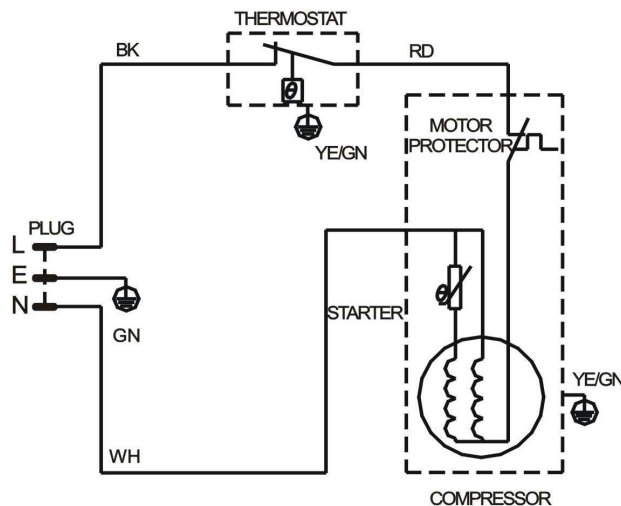 THERMOSTAT
BK
RD
θ
YE/GN
MOTOR
PROTECTOR
PLUG
L
E
N
GN
θ
STARTER
YE/GN
WH
COMPRESSOR